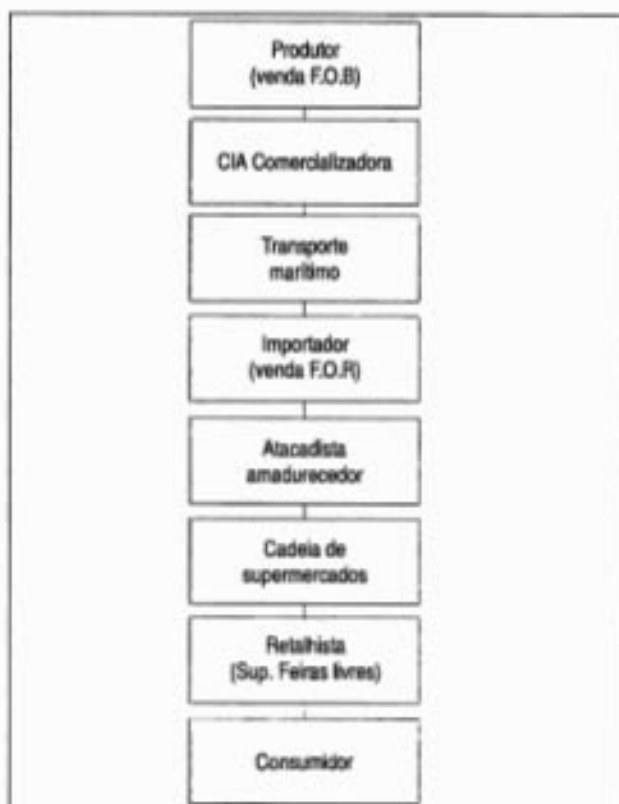 Produtor
(venda F.O.B)
CIA Comercializadora
Transporte
marítimo
Importador
(venda F.O.R)
Atacadista
amadurecedor
Cadeia de
supermercados
Retalhista
(Sup. Feiras livres)
Consumidor